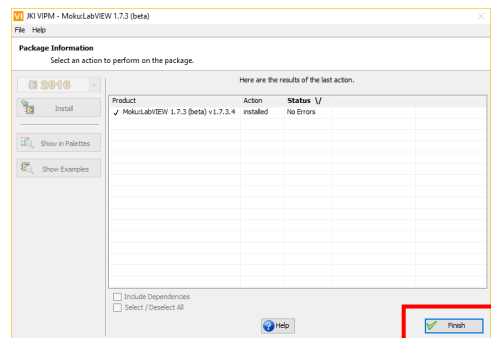 VI JKI VIPM - Moku:LabVIEW 1.7.3 (beta)
File Help
Package Information
Select an action to perform on the package.
2016
Here are the results of the last action.
Install
Show in Palettes
Show Examples
Product Action Status \/
Moku:LabVIEW 1.7.3 (beta) v1.7.3.4 installed No Errors
Include Dependencies
Select / Deselect All
Help
Finish